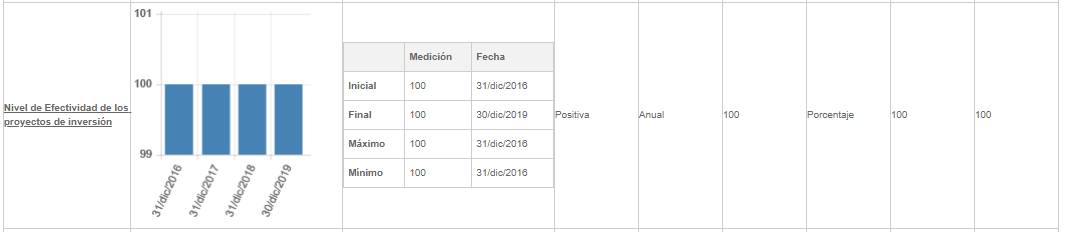 Nivel de Efectividad de los
proyectos de inversión
101
100
99
31/dic/2016
31/dic/2017
31/dic/2018
30/dic/2019
Medición Fecha
Inicial 100 31/dic/2016
Final 100 30/dic/2019
Máximo 100 31/dic/2016
Mínimo 100 31/dic/2016
Positiva Anual 100 Porcentaje 100 100